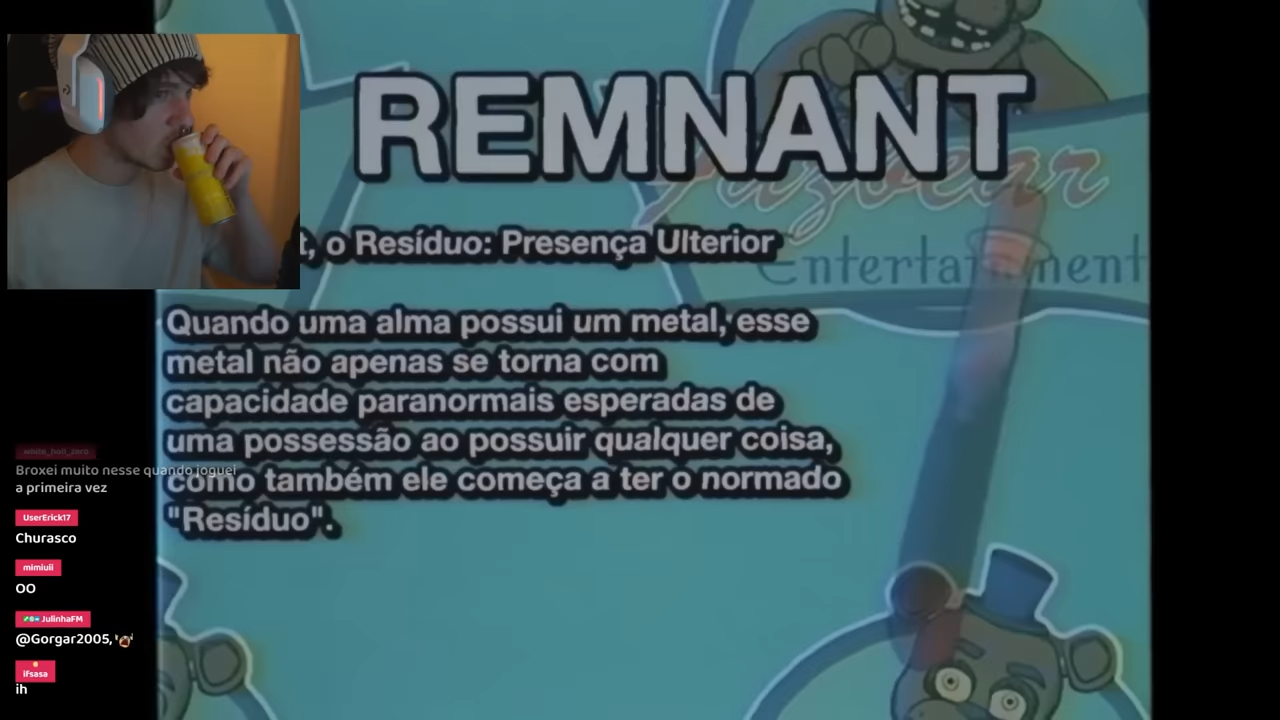 REMNANT
Fazbear
Entertainment
t, o Resíduo: Presença Ulterior
Quando uma alma possui um metal, esse
metal não apenas se torna com
capacidade paranormais esperadas de
uma possessão ao possuir qualquer coisa,
como também ele começa a ter o normado
"Resíduo".
Broxei muito nesse quando joguei
a primeira vez
UserErick17
Churasco
mimiuii
OO
JulinhaFM
@Gorgar2005,
ifsasa
ih